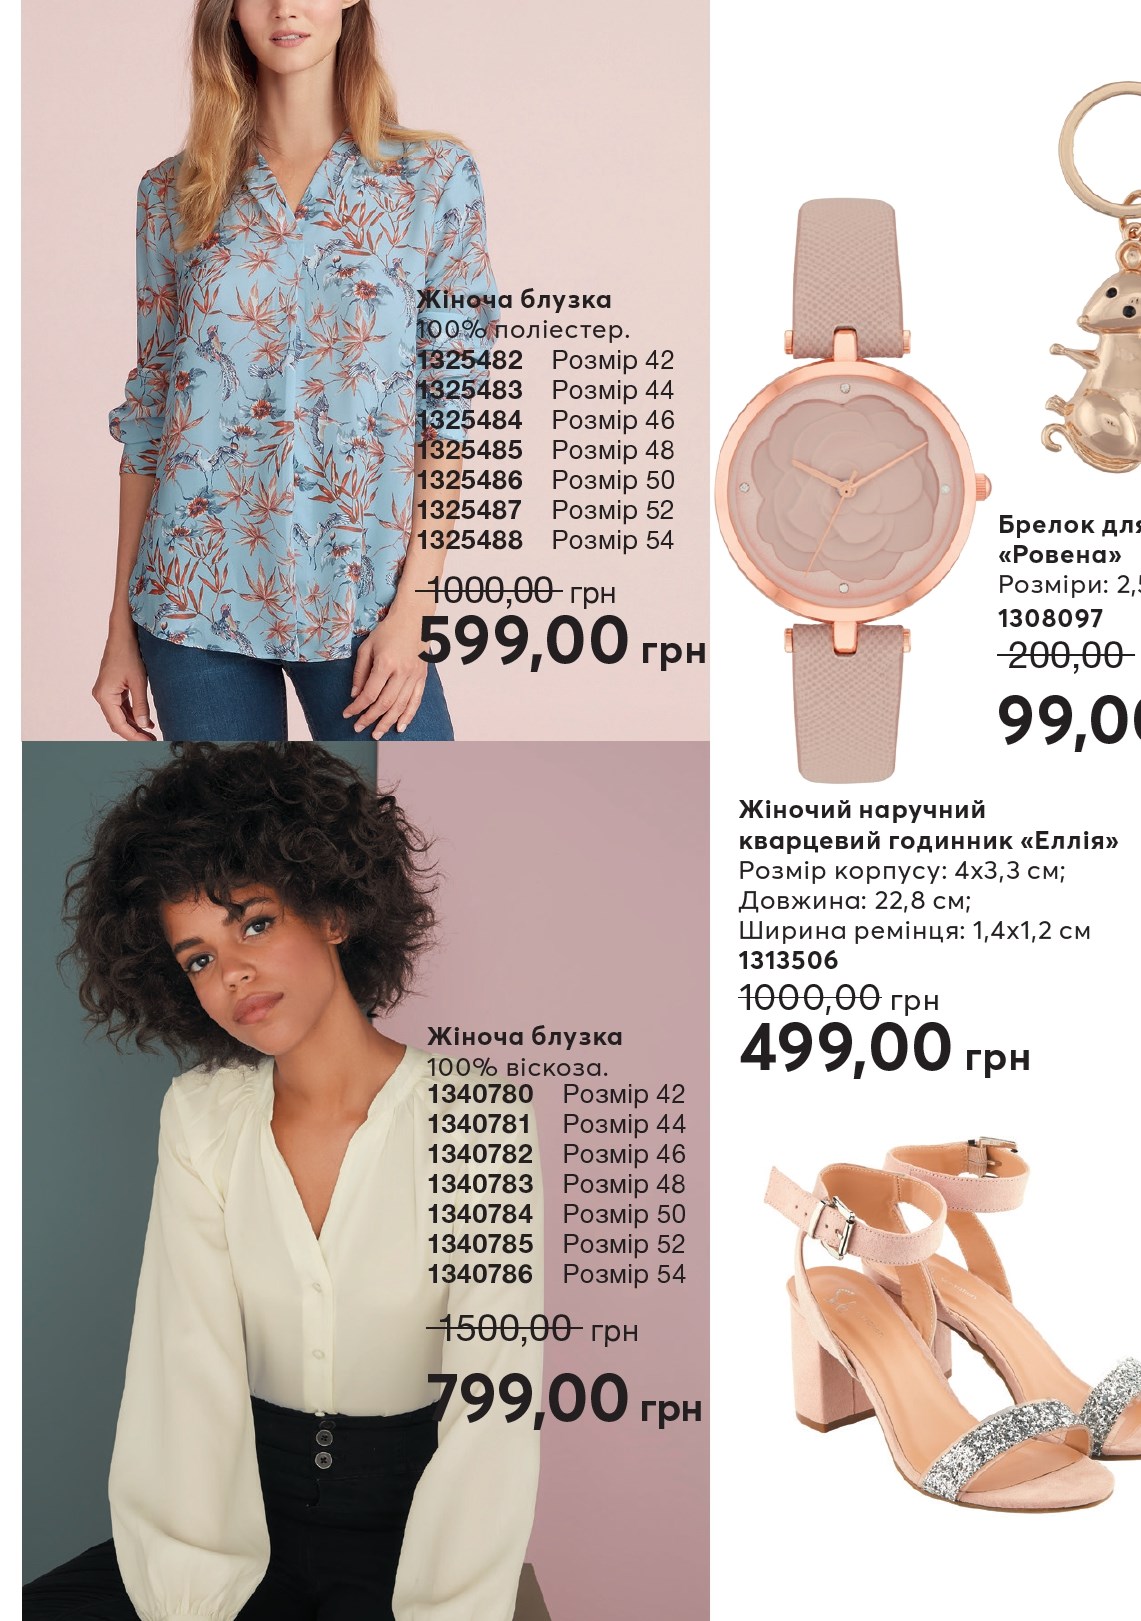 Жіноча блузка
100% поліестер.
1325482 Розмір 42
1325483 Розмір 44
1325484 Розмір 46
1325485 Розмір 48
1325486 Розмір 50
1325487 Розмір 52
1325488 Розмір 54
1000,00 грн
599,00 грн
Жіноча блузка
100% віскоза.
1340780 Розмір 42
1340781 Розмір 44
1340782 Розмір 46
1340783 Розмір 48
1340784 Розмір 50
1340785 Розмір 52
1340786 Розмір 54
1500,00 грн
799,00 грн
Брелок для
«Ровена»
Розміри: 2,5
1308097
200,00
99,00
Жіночий наручний
кварцевий годинник «Еллія»
Розмір корпусу: 4х3,3 см;
Довжина: 22,8 см;
Ширина ремінця: 1,4х1,2 см
1313506
1000,00 грн
499,00 грн